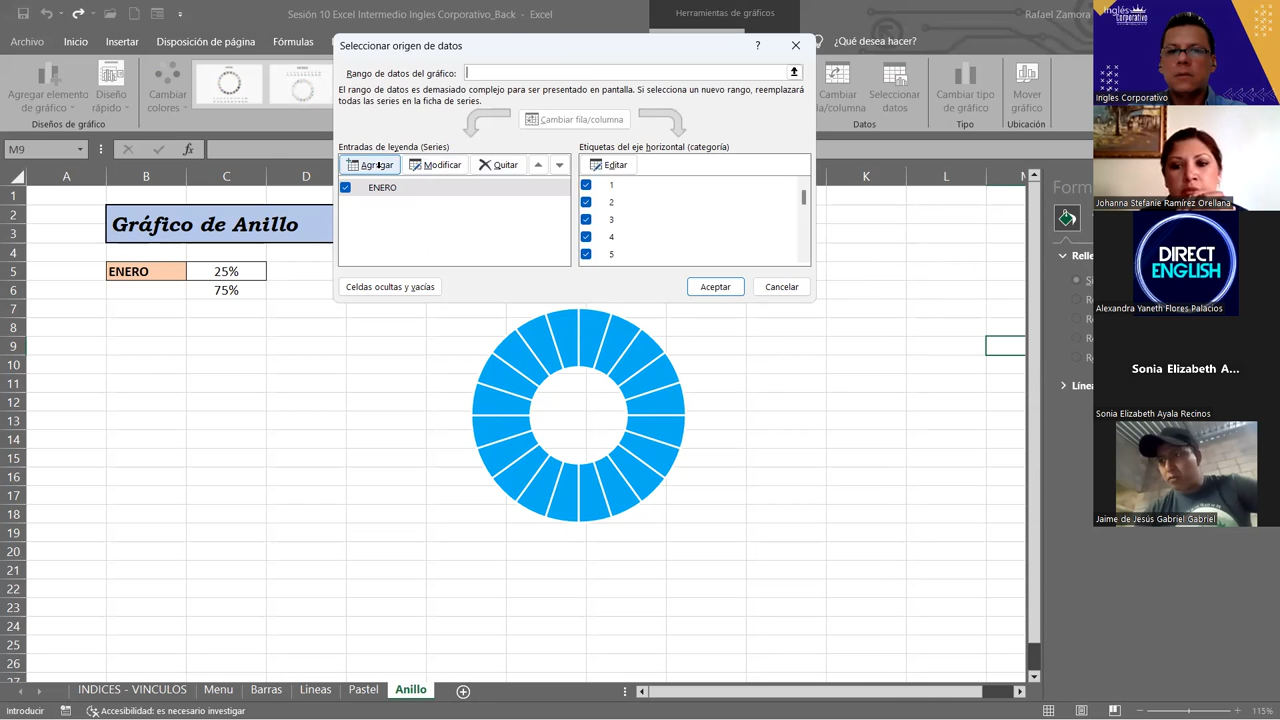 Sesión 10 Excel Intermedio Ingles Corporativo_Back - Excel
Herramientas de gráficos
Rafael Zamora
Archivo
Inicio
Insertar
Disposición de página
Fórmulas
¿Qué desea hacer?
Agregar elemento
de gráfico
Diseño
rápido
Cambiar
colores
Diseños de gráfico
Cambiar
fila/columna
Seleccionar
datos
Datos
Cambiar tipo
de gráfico
Tipo
Mover
gráfico
Ubicación
Seleccionar origen de datos
Rango de datos del gráfico:
El rango de datos es demasiado complejo para ser presentado en pantalla. Si selecciona un nuevo rango, reemplazará
todas las series en la ficha de series.
Cambiar fila/columna
Entradas de leyenda (Series)
Etiquetas del eje horizontal (categoría)
Agregar
Modificar
Quitar
Editar
ENERO
1
2
3
4
5
Celdas ocultas y vacías
Aceptar
Cancelar
M9
fx
A B C D K L M
1
2
3
4
5
6
7
8
9
10
11
12
13
14
15
16
17
18
19
20
21
22
23
24
25
26
27
Gráfico de Anillo
ENERO 25%
75%
Form
Relle
Línea
INDICES - VINCULOS
Menu
Barras
Lineas
Pastel
Anillo
Introducir
Accesibilidad: es necesario investigar
115%
Inglés
Corporativo
Ingles Corporativo
Johanna Stefanie Ramírez Orellana
DIRECT
ENGLISH
Alexandra Yaneth Flores Palacios
Sonia Elizabeth A...
Sonia Elizabeth Ayala Recinos
Jaime de Jesús Gabriel Gabriel